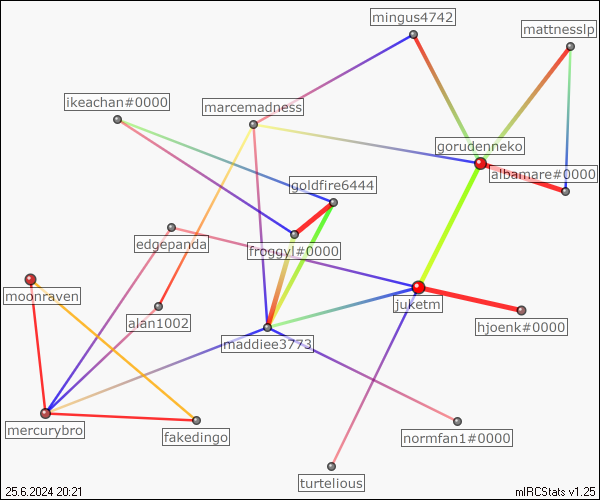 mingus4742
mattnesslp
ikeachan#0000
marcemadness
gorudenneko
albamare#0000
goldfire6444
edgepanda
froggyl#0000
moonraven
juketm
alan1002
hjoenk#0000
maddiee3773
mercurybro
fakedingo
normfan1#0000
turtelious
25.6.2024 20:21
mIRCStats v1.25